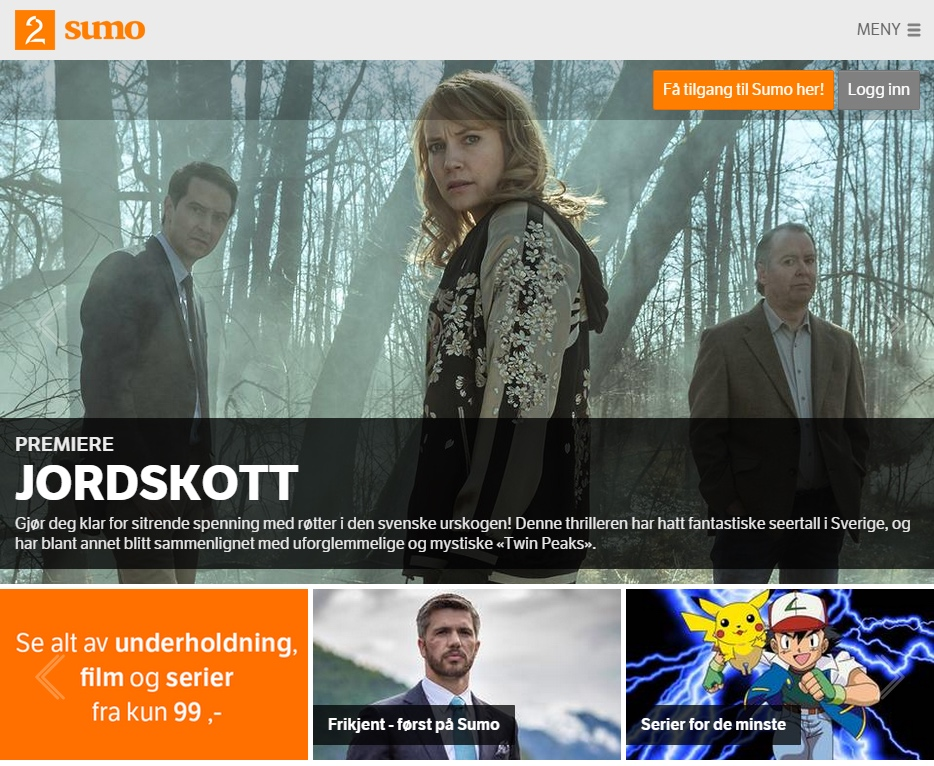 2 sumo
MENY
Få tilgang til Sumo her!
Logg inn
PREMIERE
JORDSKOTT
Gjør deg klar for sitrende spenning med røtter i den svenske urskogen! Denne thrilleren har hatt fantastiske seertall i Sverige, og
har blant annet blitt sammenlignet med uforglemmelige og mystiske «Twin Peaks».
Se alt av underholdning,
film og serier
fra kun 99 ,-
Frikjent - først på Sumo
Serier for de minste